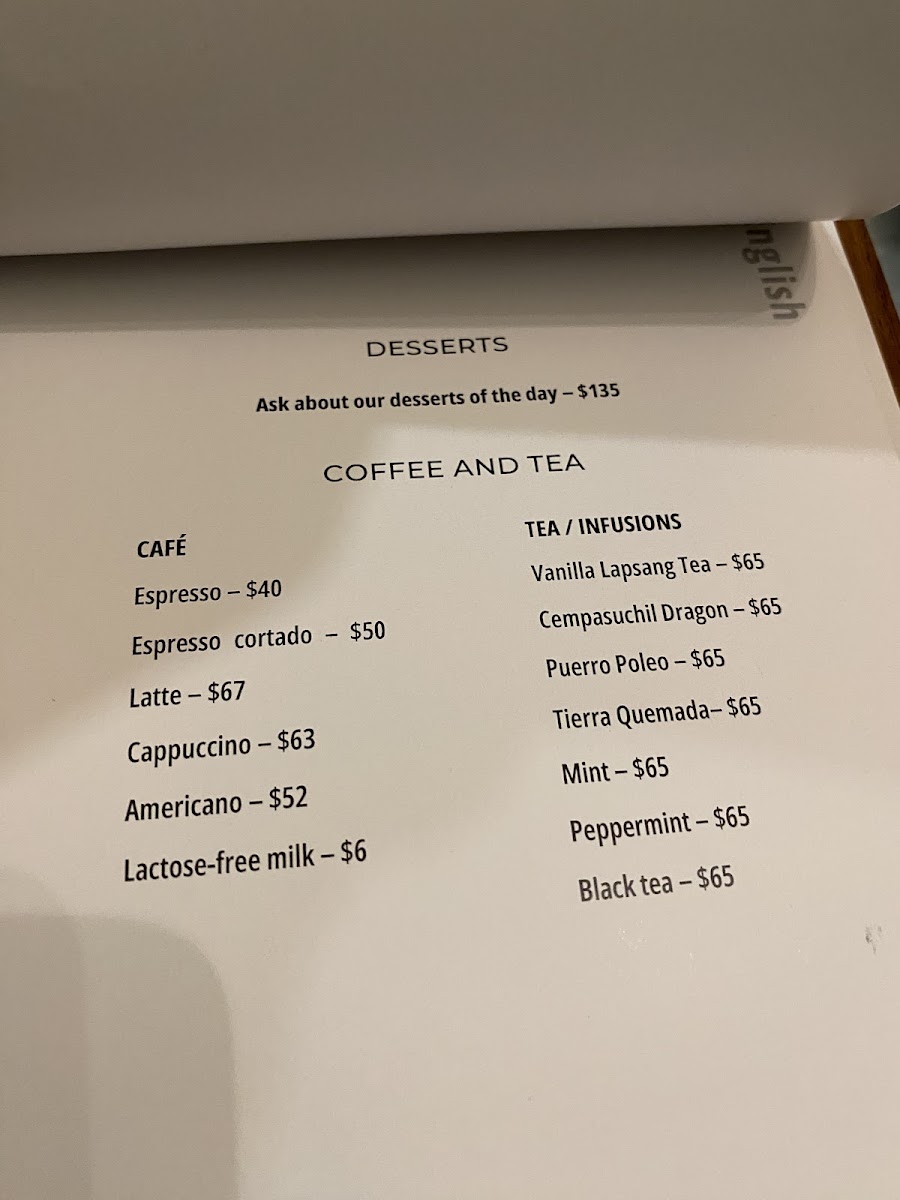 nglish
DESSERTS
Ask about our desserts of the day – $135
COFFEE AND TEA
CAFÉ
Espresso – $40
Espresso cortado – $50
Latte – $67
Cappuccino – $63
Americano – $52
Lactose-free milk – $6
TEA / INFUSIONS
Vanilla Lapsang Tea – $65
Cempasuchil Dragon – $65
Puerro Poleo – $65
Tierra Quemada– $65
Mint – $65
Peppermint – $65
Black tea – $65